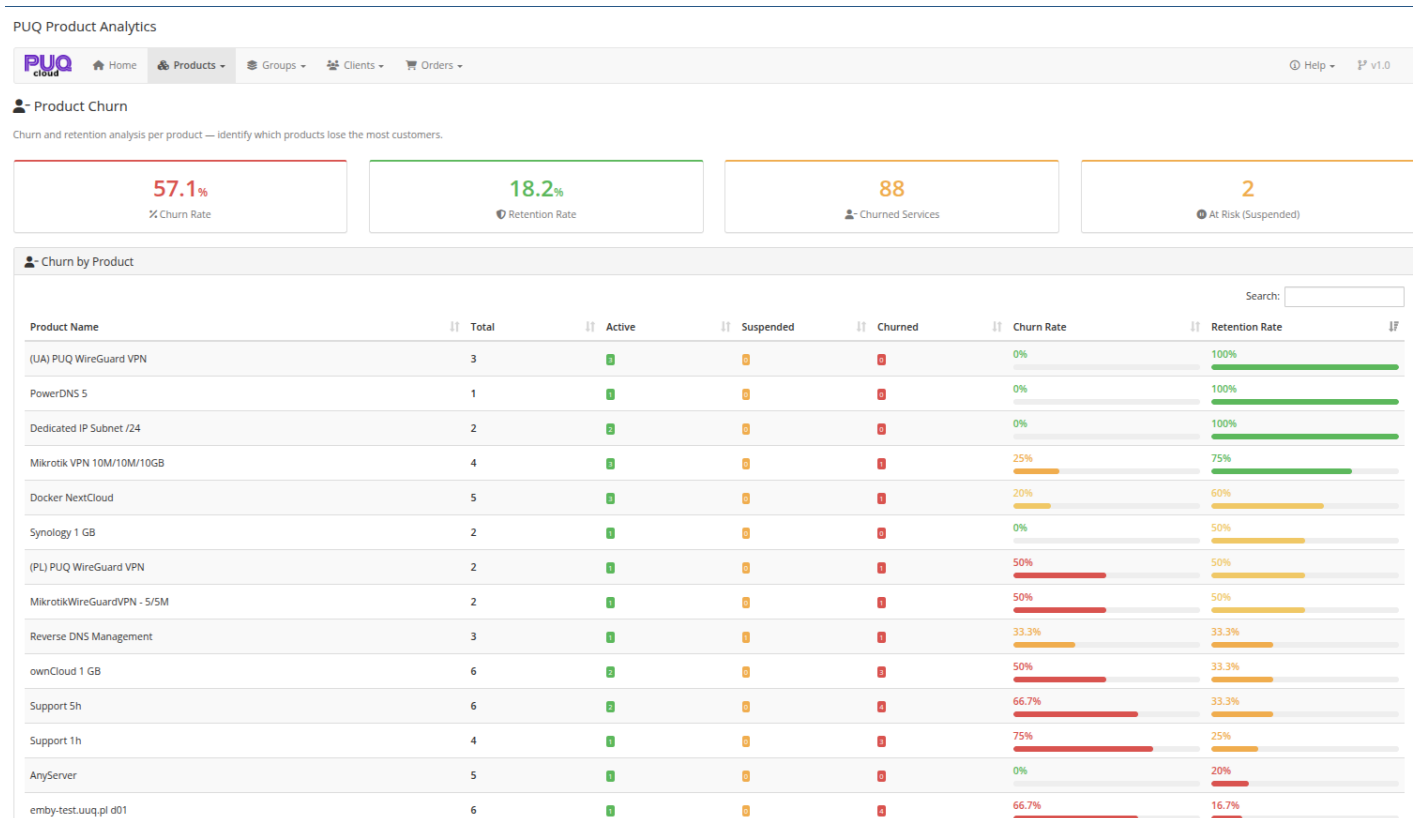 PUQ Product Analytics
PUQ cloud Home Products Groups Clients Orders Help v1.0
Product Churn
Churn and retention analysis per product — identify which products lose the most customers.
57.1% 18.2% 88 2
Churn Rate Retention Rate Churned Services At Risk (Suspended)
Churn by Product
Search:
Product Name Total Active Suspended Churned Churn Rate Retention Rate
(UA) PUQ WireGuard VPN 3 3 0 0 0% 100%
PowerDNS 5 1 1 0 0 0% 100%
Dedicated IP Subnet /24 2 2 0 0 0% 100%
Mikrotik VPN 10M/10M/10GB 4 3 0 1 25% 75%
Docker NextCloud 5 3 0 1 20% 60%
Synology 1 GB 2 1 0 0 0% 50%
(PL) PUQ WireGuard VPN 2 1 0 1 50% 50%
MikrotikWireGuardVPN - 5/5M 2 1 0 1 50% 50%
Reverse DNS Management 3 1 1 1 33.3% 33.3%
ownCloud 1 GB 6 2 0 3 50% 33.3%
Support 5h 6 2 0 4 66.7% 33.3%
Support 1h 4 1 0 3 75% 25%
AnyServer 5 1 0 0 0% 20%
emby-test.uuq.pl d01 6 1 0 4 66.7% 16.7%